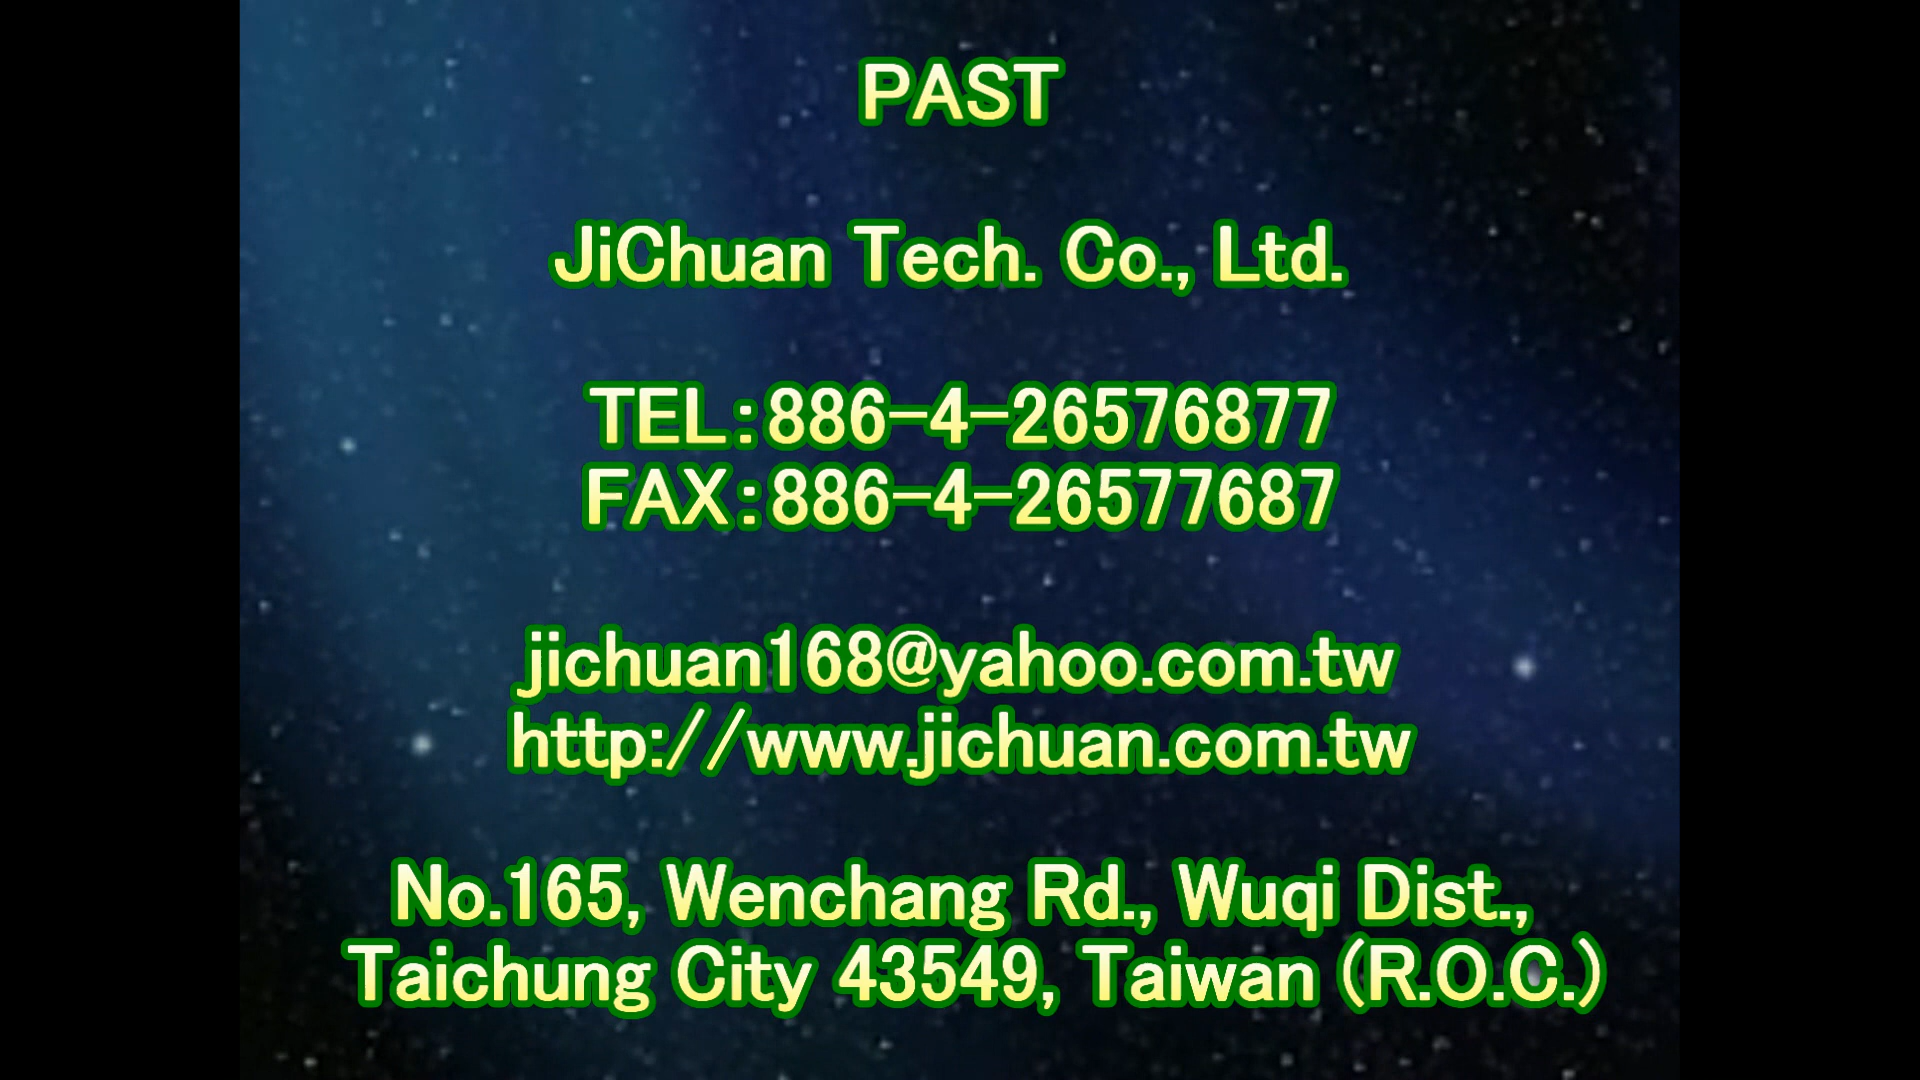 PAST
JiChuan Tech. Co., Ltd.
TEL:886-4-26576877
FAX:886-4-26577687
jichuan168@yahoo.com.tw
http://www.jichuan.com.tw
No.165, Wenchang Rd., Wuqi Dist.,
Taichung City 43549, Taiwan (R.O.C.)